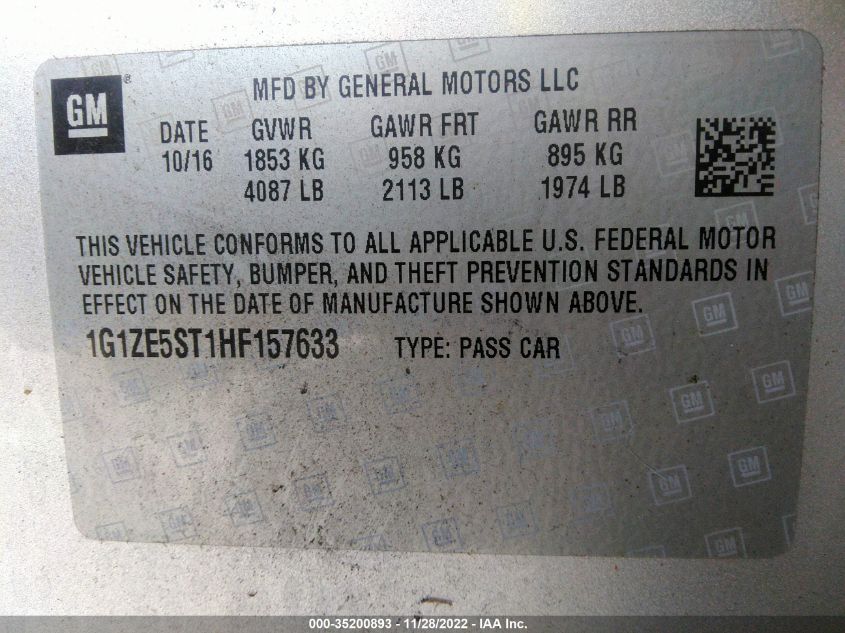 GM ®
MFD BY GENERAL MOTORS LLC
DATE GVWR GAWR FRT GAWR RR
10/16 1853 KG 958 KG 895 KG
4087 LB 2113 LB 1974 LB
THIS VEHICLE CONFORMS TO ALL APPLICABLE U.S. FEDERAL MOTOR
VEHICLE SAFETY, BUMPER, AND THEFT PREVENTION STANDARDS IN
EFFECT ON THE DATE OF MANUFACTURE SHOWN ABOVE.
1G1ZE5ST1HF157633 TYPE: PASS CAR
000-35200893 - 11/28/2022 - IAA Inc.